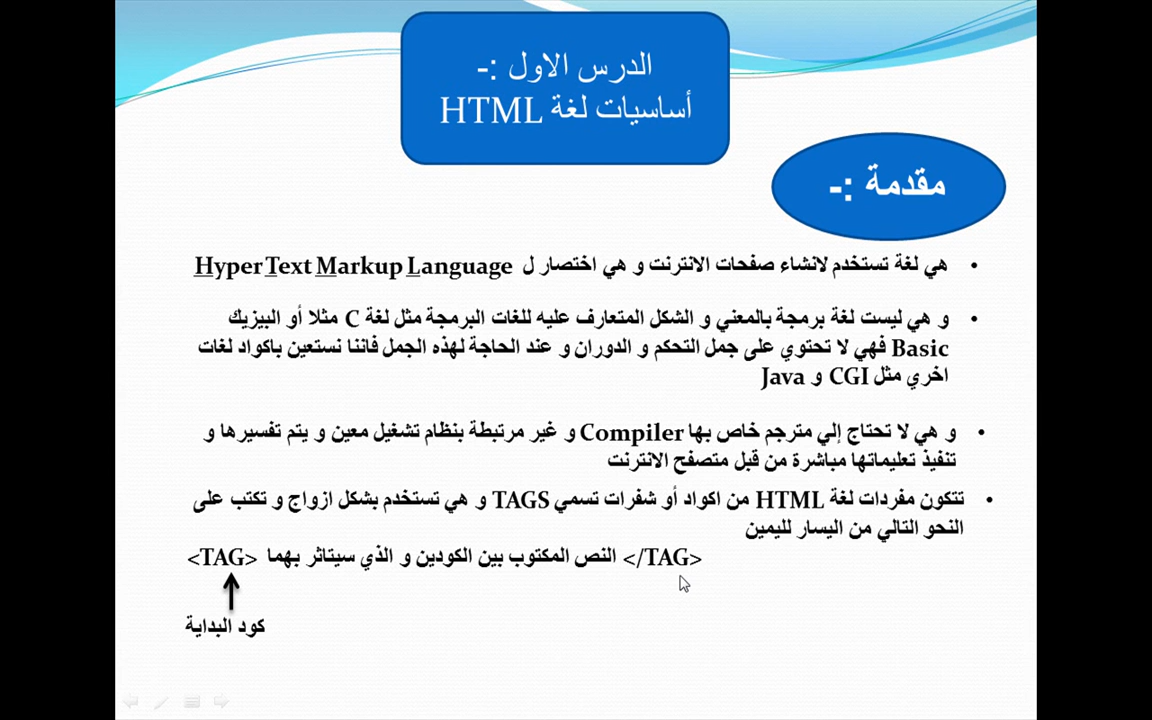 الدرس الاول :-
أساسيات لغة HTML
مقدمة :-
• هي لغة تستخدم لانشاء صفحات الانترنت و هي اختصار ل Hyper Text Markup Language
• و هي ليست لغة برمجة بالمعني و الشكل المتعارف عليه للغات البرمجة مثل لغة C مثلا أو البيزيك
Basic فهي لا تحتوي على جمل التحكم و الدوران و عند الحاجة لهذه الجمل فاننا نستعين باكواد لغات
اخري مثل CGI و Java
• و هي لا تحتاج إلي مترجم خاص بها Compiler و غير مرتبطة بنظام تشغيل معين و يتم تفسيرها و
تنفيذ تعليماتها مباشرة من قبل متصفح الانترنت
• تتكون مفردات لغة HTML من اكواد أو شفرات تسمي TAGS و هي تستخدم بشكل ازواج و تكتب على
النحو التالي من اليسار لليمين
<TAG> النص المكتوب بين الكودين و الذي سيتاثر بهما </TAG>
كود البداية